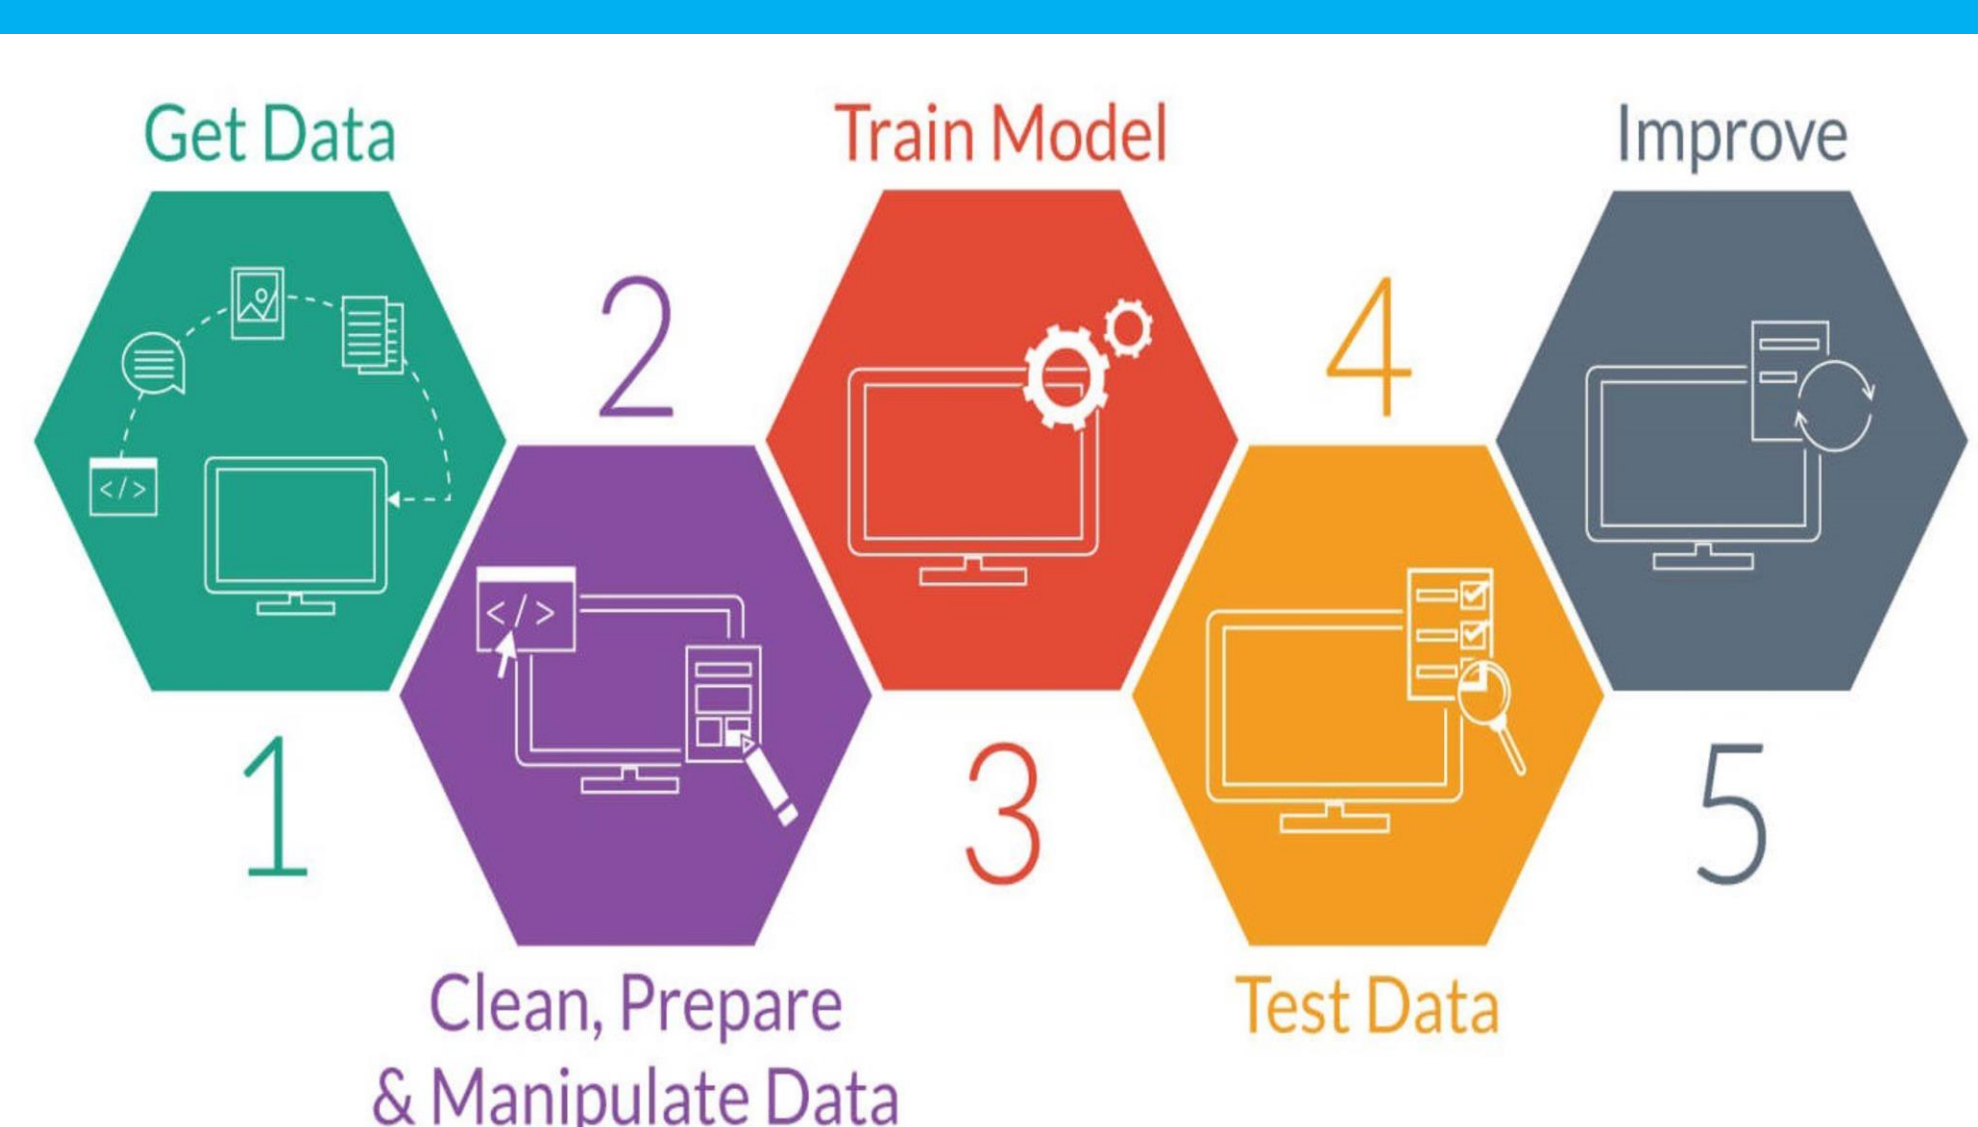 Get Data
1
2
Clean, Prepare
& Manipulate Data
Train Model
3
4
Test Data
Improve
5
</>
</>